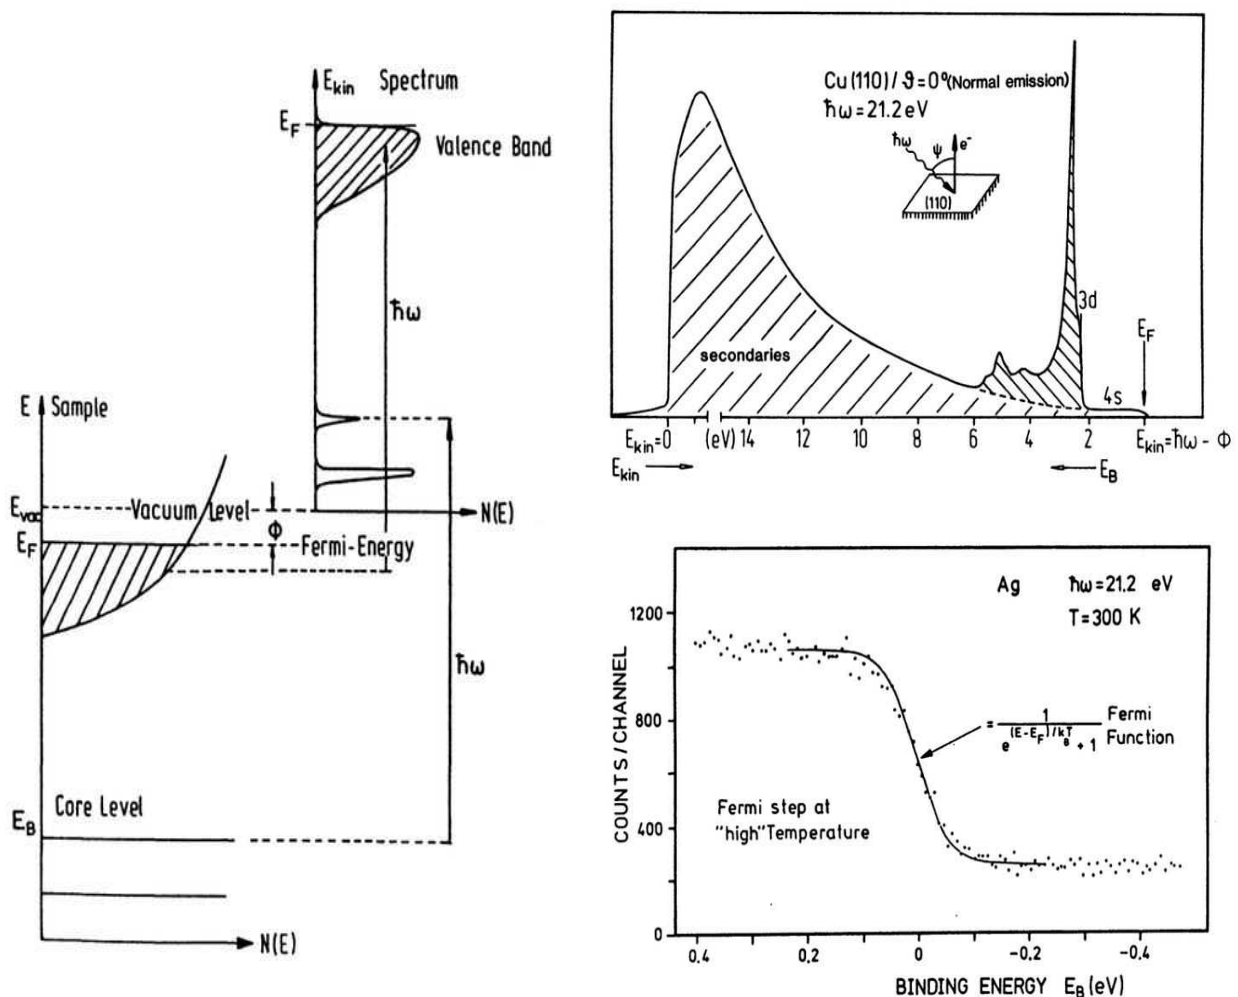 E_kin Spectrum
E_F
Valence Band
ħω
E Sample
E_vac
Vacuum Level
N(E)
Φ
E_F
Fermi-Energy
ħω
Core Level
E_B
N(E)
Cu(110)/ϑ=0°(Normal emission)
ħω=21.2eV
ħω
ψ
e⁻
(110)
3d
E_F
secondaries
4s
E_kin=0 (eV) 14 12 10 8 6 4 2 E_kin=ħω - Φ
E_kin
E_B
Ag ħω=21.2 eV
T=300 K
1200
800
400
0
COUNTS/CHANNEL
= 1 / e^(E-E_F)/k_BT + 1 Fermi
Function
Fermi step at
"high"Temperature
0.4 0.2 0 -0.2 -0.4
BINDING ENERGY E_B(eV)